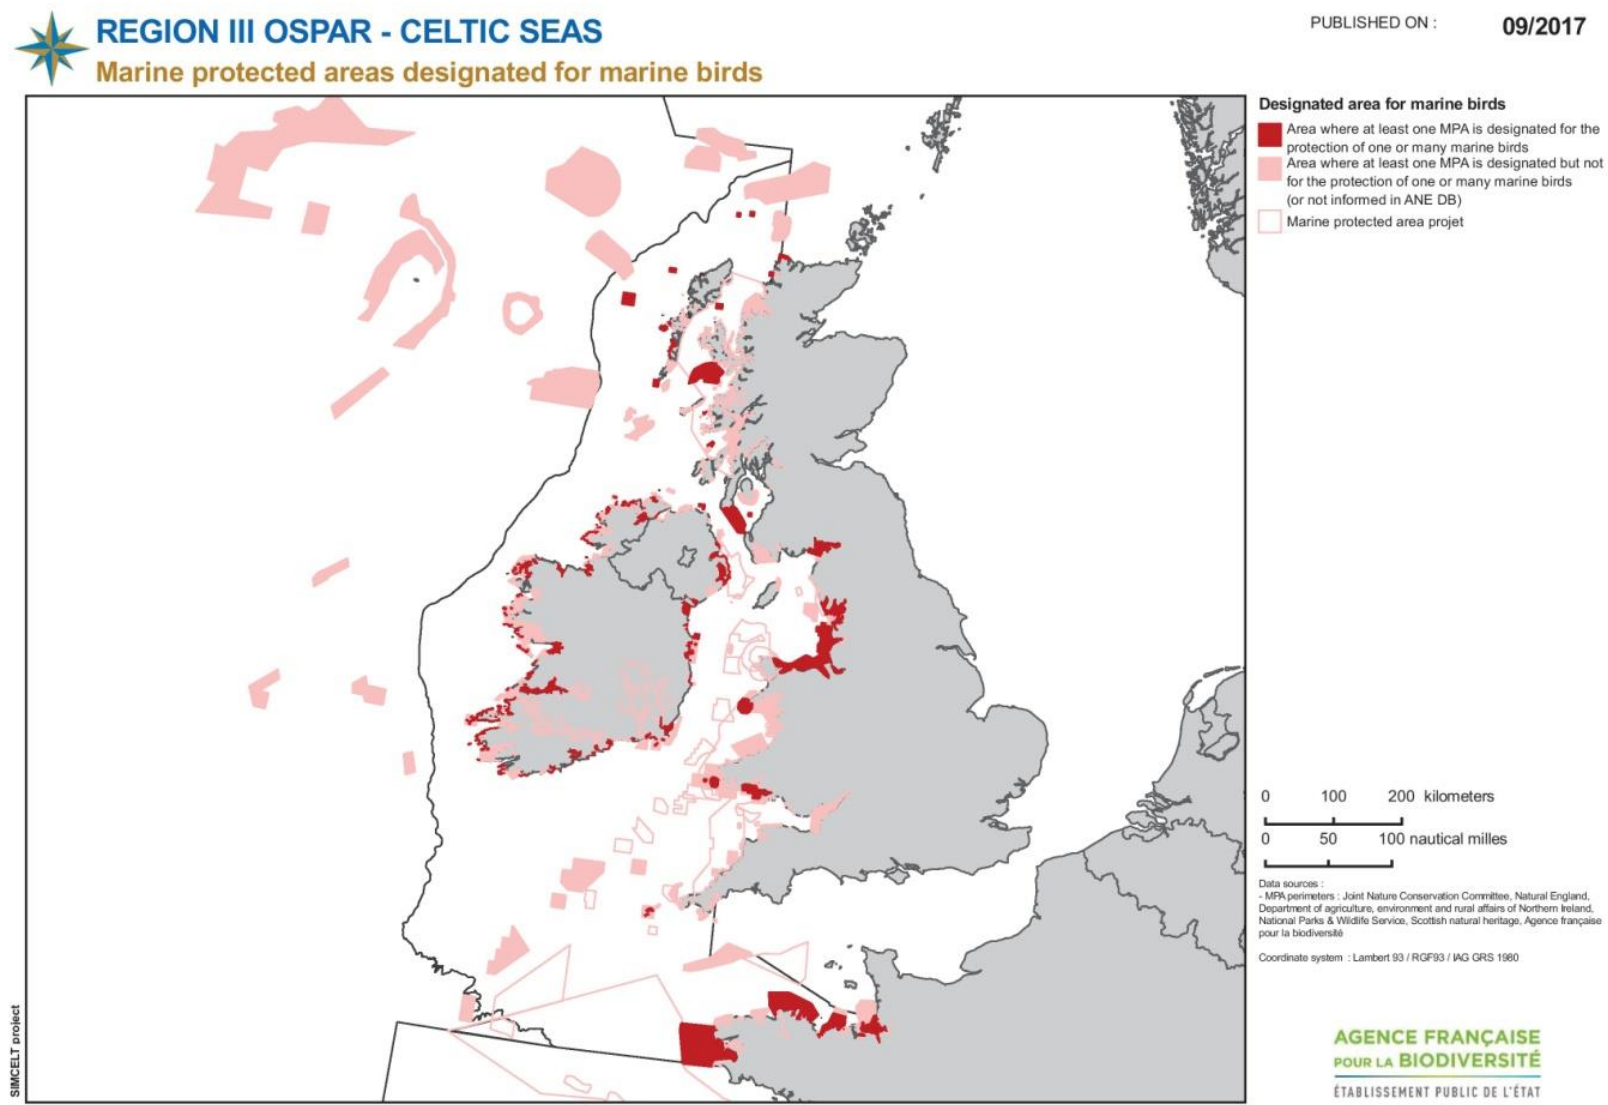 REGION III OSPAR - CELTIC SEAS
Marine protected areas designated for marine birds
PUBLISHED ON : 09/2017
Designated area for marine birds
Area where at least one MPA is designated for the
protection of one or many marine birds
Area where at least one MPA is designated but not
for the protection of one or many marine birds
(or not informed in ANE DB)
Marine protected area projet
0 100 200 kilometers
0 50 100 nautical milles
Data sources :
- MPA perimeters : Joint Nature Conservation Committee, Natural England,
Department of agriculture, environment and rural affairs of Northern Ireland,
National Parks & Wildlife Service, Scottish natural heritage, Agence française
pour la biodiversité
Coordinate system : Lambert 93 / RGF93 / IAG GRS 1980
SIMCELT project
AGENCE FRANÇAISE
POUR LA BIODIVERSITÉ
ÉTABLISSEMENT PUBLIC DE L'ÉTAT